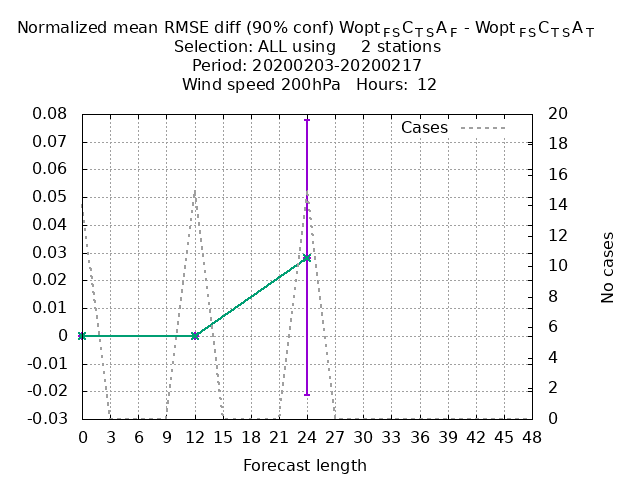 Normalized mean RMSE diff (90% conf) Wopt FS C T S A F - Wopt FS C T S A T
Selection: ALL using     2 stations
Period: 20200203-20200217
Wind speed 200hPa   Hours:  12
Cases
0.08
0.07
0.06
0.05
0.04
0.03
0.02
0.01
0
-0.01
-0.02
-0.03
20
18
16
14
12
10
8
6
4
2
0
No cases
0 3 6 9 12 15 18 21 24 27 30 33 36 39 42 45 48
Forecast length